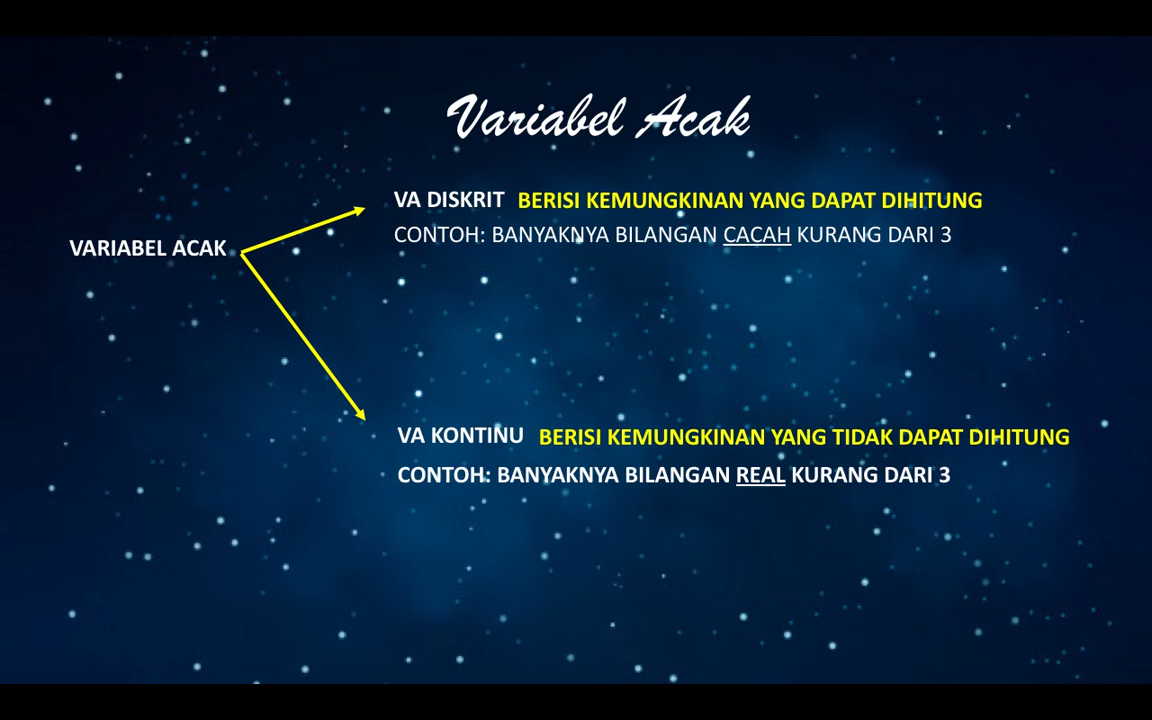 Variabel Acak
VA DISKRIT BERISI KEMUNGKINAN YANG DAPAT DIHITUNG
CONTOH: BANYAKNYA BILANGAN CACAH KURANG DARI 3
VARIABEL ACAK
VA KONTINU BERISI KEMUNGKINAN YANG TIDAK DAPAT DIHITUNG
CONTOH: BANYAKNYA BILANGAN REAL KURANG DARI 3